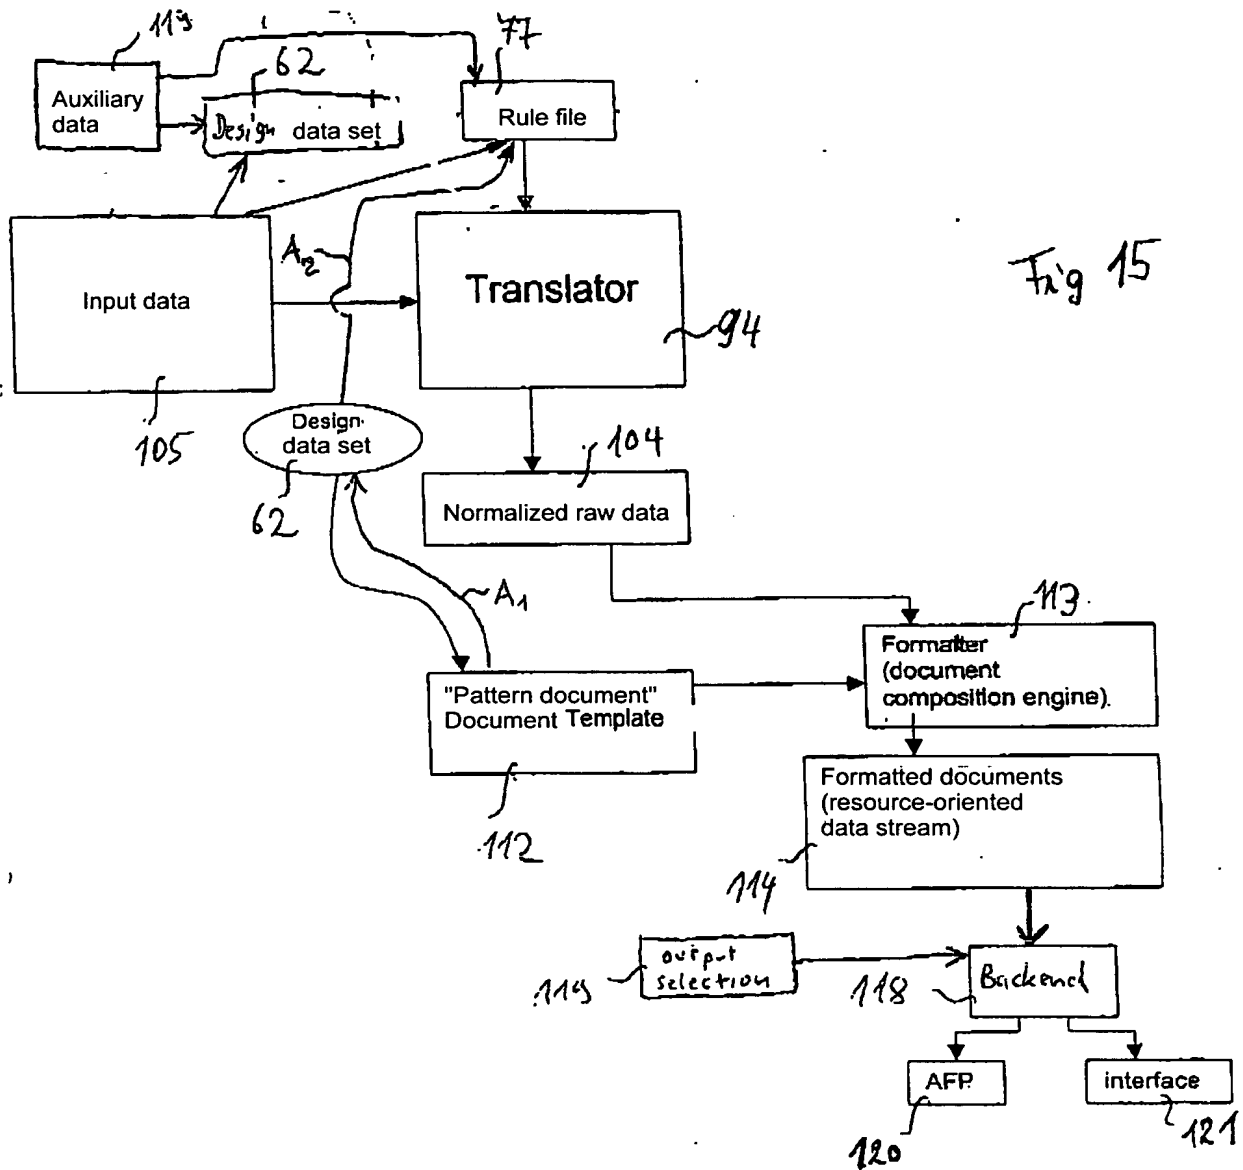 119
77
62
Auxiliary
data
Design data set
Rule file
A2
Input data
Translator
Fig 15
94
105
Design
data set
62
104
Normalized raw data
A1
113
Formatter
(document
composition engine)
"Pattern document"
Document Template
112
Formatted documents
(resource-oriented
data stream)
114
output
selection
119
118
Backend
AFP
interface
120
121